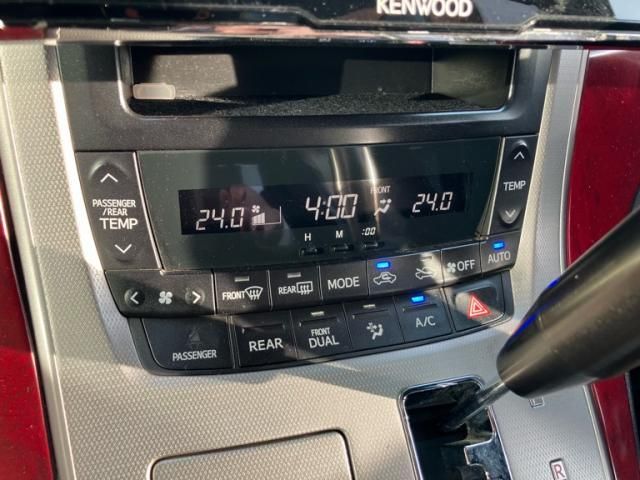 KENWOOD
PASSENGER
/REAR
TEMP
24.0
4:00
FRONT
24.0
TEMP
H M :00
FRONT
REAR
MODE
OFF
AUTO
PASSENGER
REAR
FRONT
DUAL
A/C
R